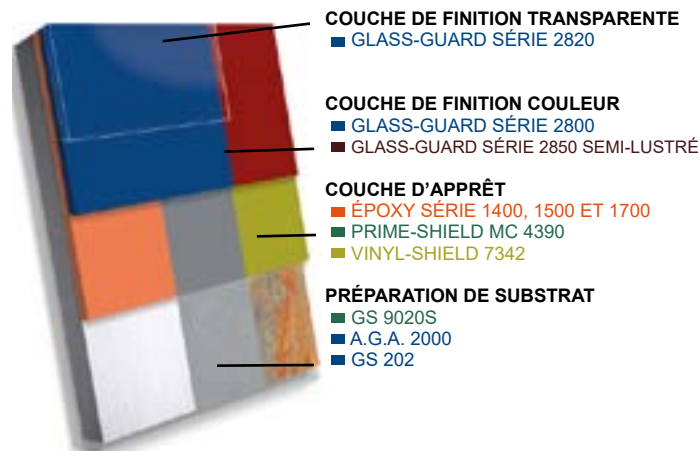 COUCHE DE FINITION TRANSPARENTE
GLASS-GUARD SÉRIE 2820
COUCHE DE FINITION COULEUR
GLASS-GUARD SÉRIE 2800
GLASS-GUARD SÉRIE 2850 SEMI-LUSTRÉ
COUCHE D'APPRÊT
ÉPOXY SÉRIE 1400, 1500 ET 1700
PRIME-SHIELD MC 4390
VINYL-SHIELD 7342
PRÉPARATION DE SUBSTRAT
GS 9020S
A.G.A. 2000
GS 202